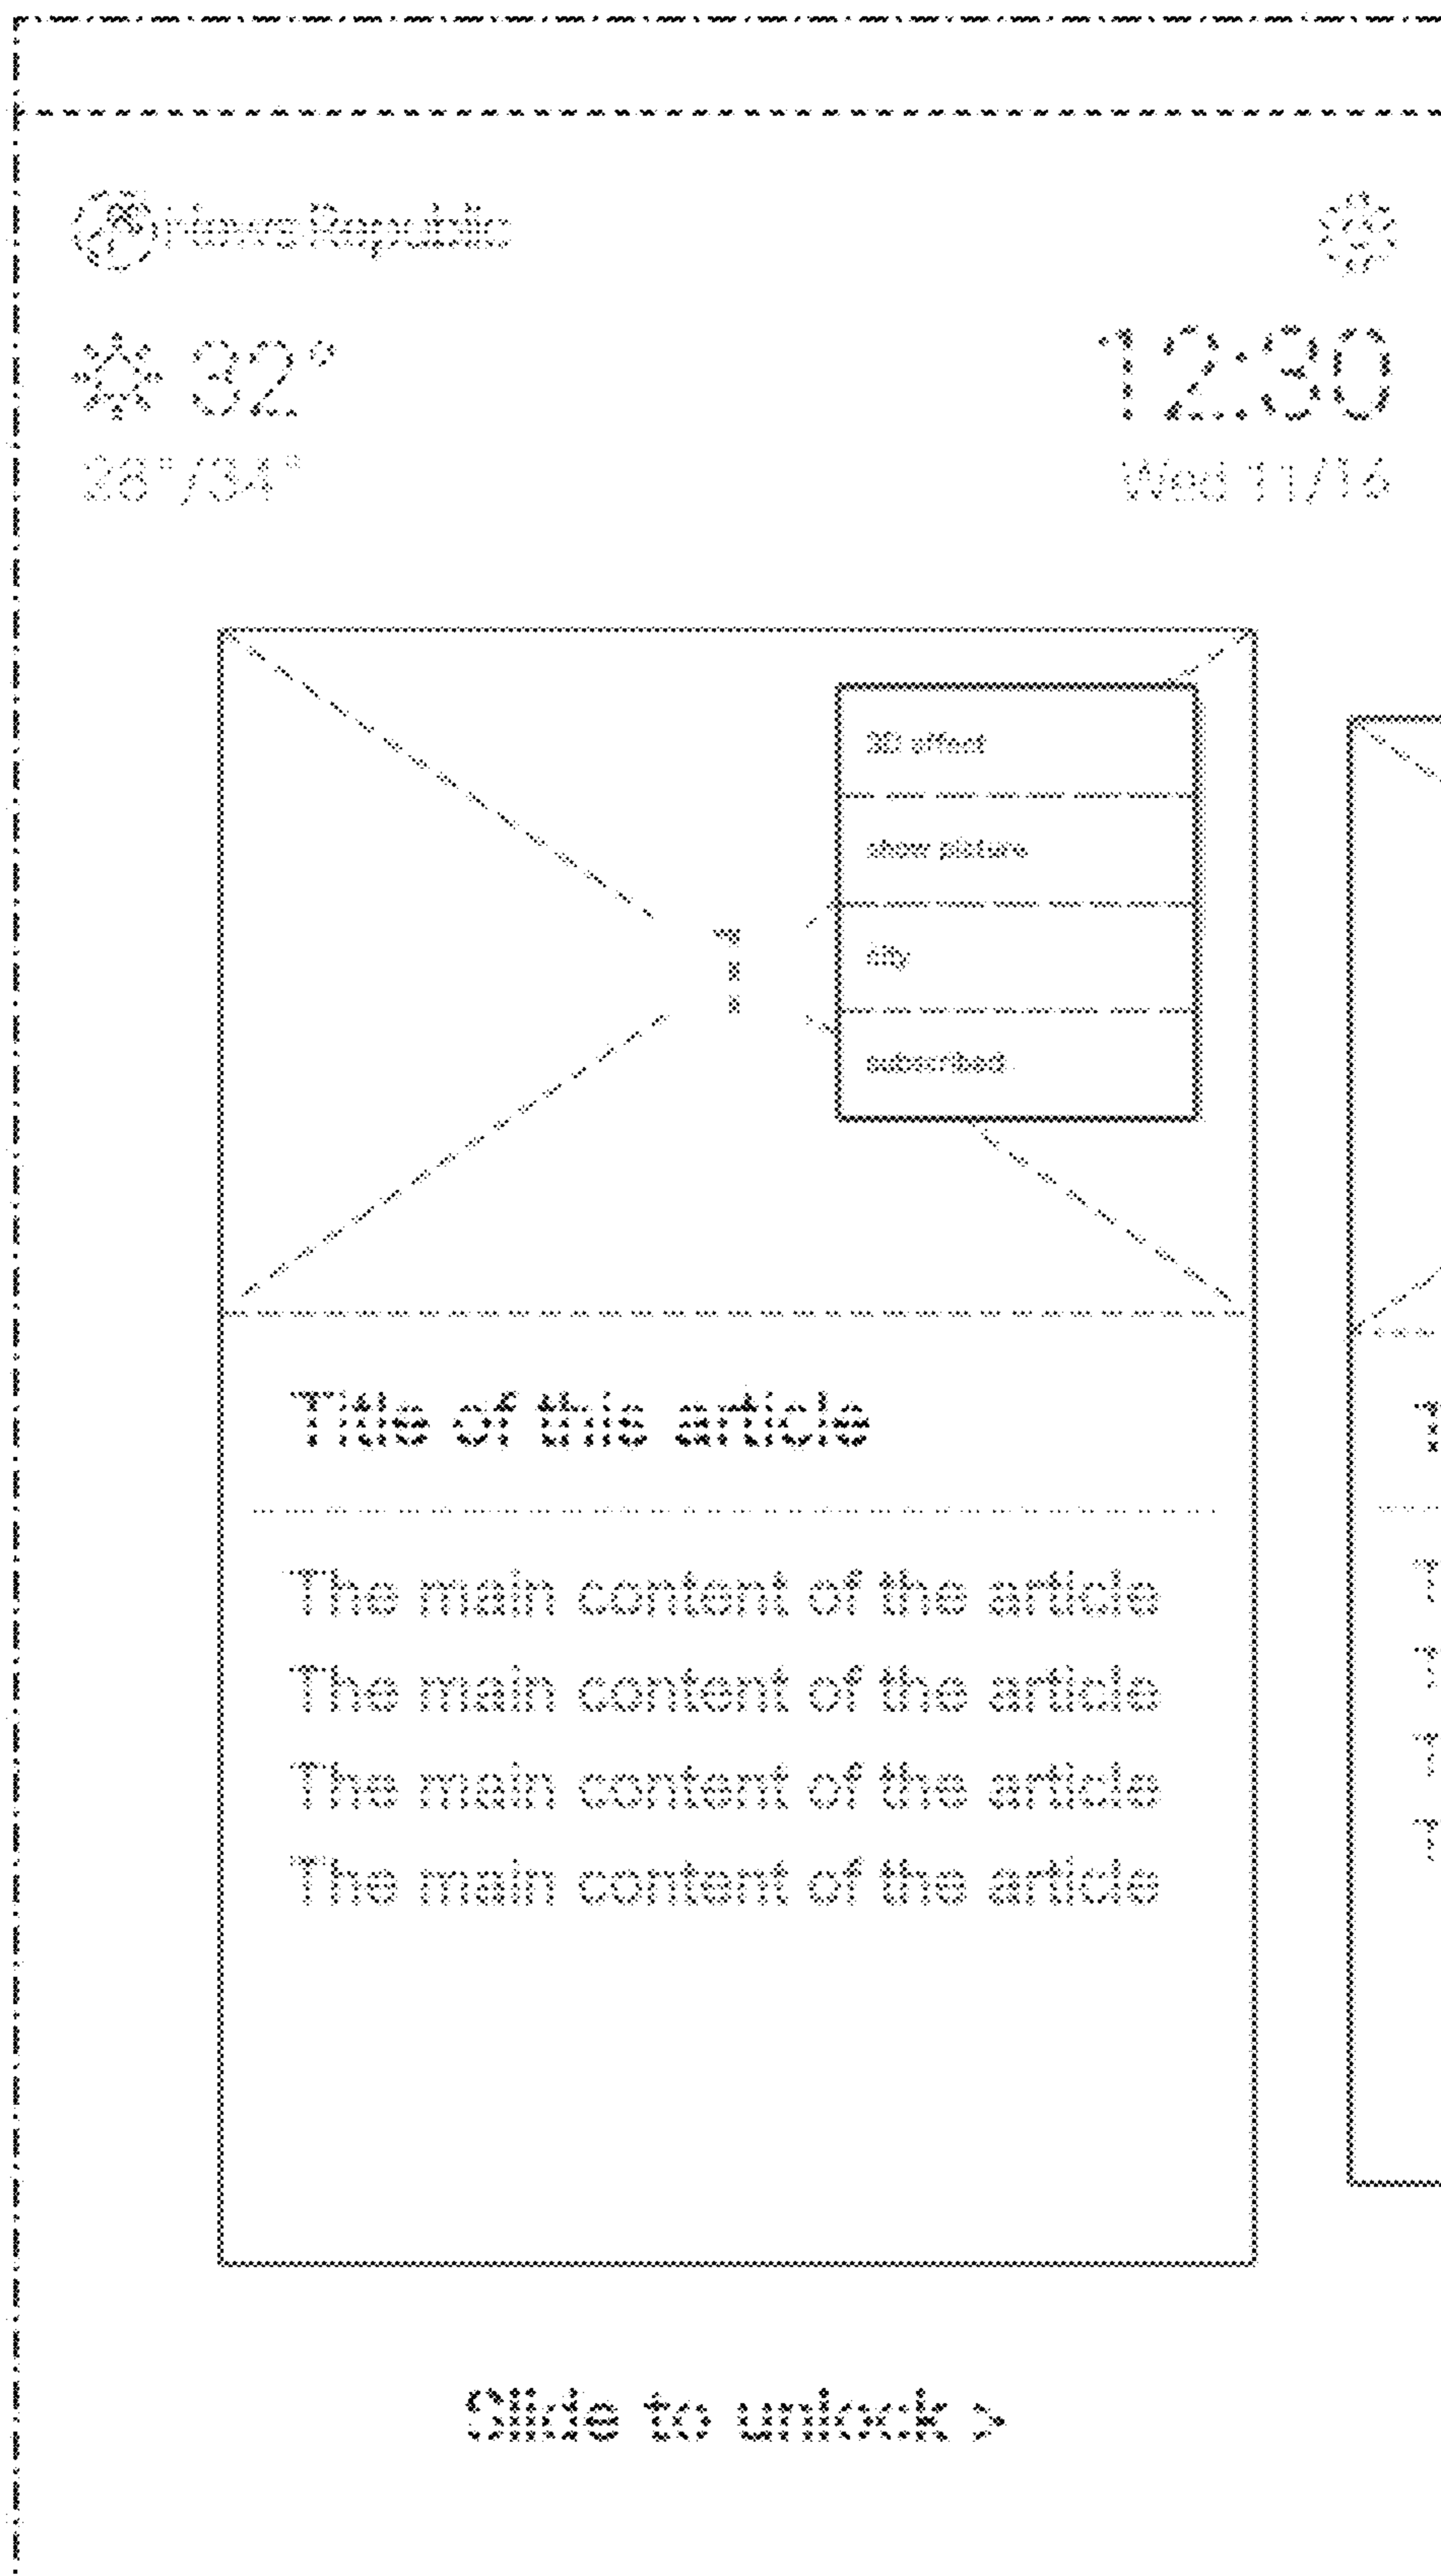 News Republic
32°
12:30
28°/34°
Wed 11/16
3D effect
show picture
city
1
subscribed
Title of this article
T
The main content of the article
T
The main content of the article
T
The main content of the article
T
The main content of the article
T
Slide to unlock >